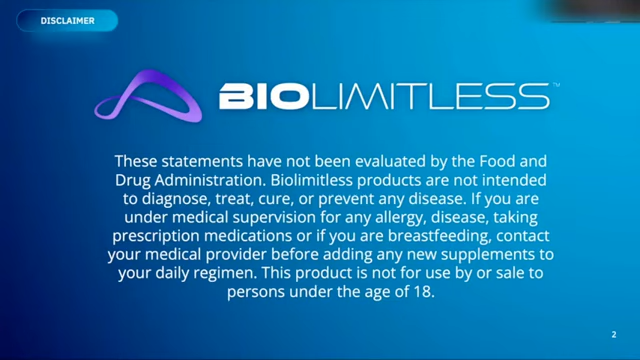 DISCLAIMER
BIOLIMITLESS™
These statements have not been evaluated by the Food and
Drug Administration. Biolimitless products are not intended
to diagnose, treat, cure, or prevent any disease. If you are
under medical supervision for any allergy, disease, taking
prescription medications or if you are breastfeeding, contact
your medical provider before adding any new supplements to
your daily regimen. This product is not for use by or sale to
persons under the age of 18.
2